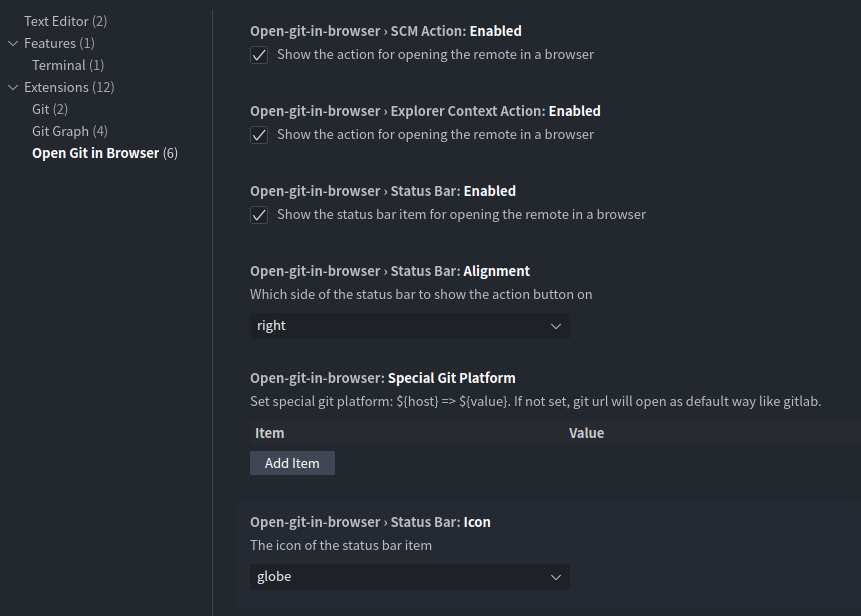 Text Editor (2)
Features (1)
Terminal (1)
Extensions (12)
Git (2)
Git Graph (4)
Open Git in Browser (6)
Open-git-in-browser › SCM Action: Enabled
Show the action for opening the remote in a browser
Open-git-in-browser › Explorer Context Action: Enabled
Show the action for opening the remote in a browser
Open-git-in-browser › Status Bar: Enabled
Show the status bar item for opening the remote in a browser
Open-git-in-browser › Status Bar: Alignment
Which side of the status bar to show the action button on
right
Open-git-in-browser: Special Git Platform
Set special git platform: ${host} => ${value}. If not set, git url will open as default way like gitlab.
Item Value
Add Item
Open-git-in-browser › Status Bar: Icon
The icon of the status bar item
globe